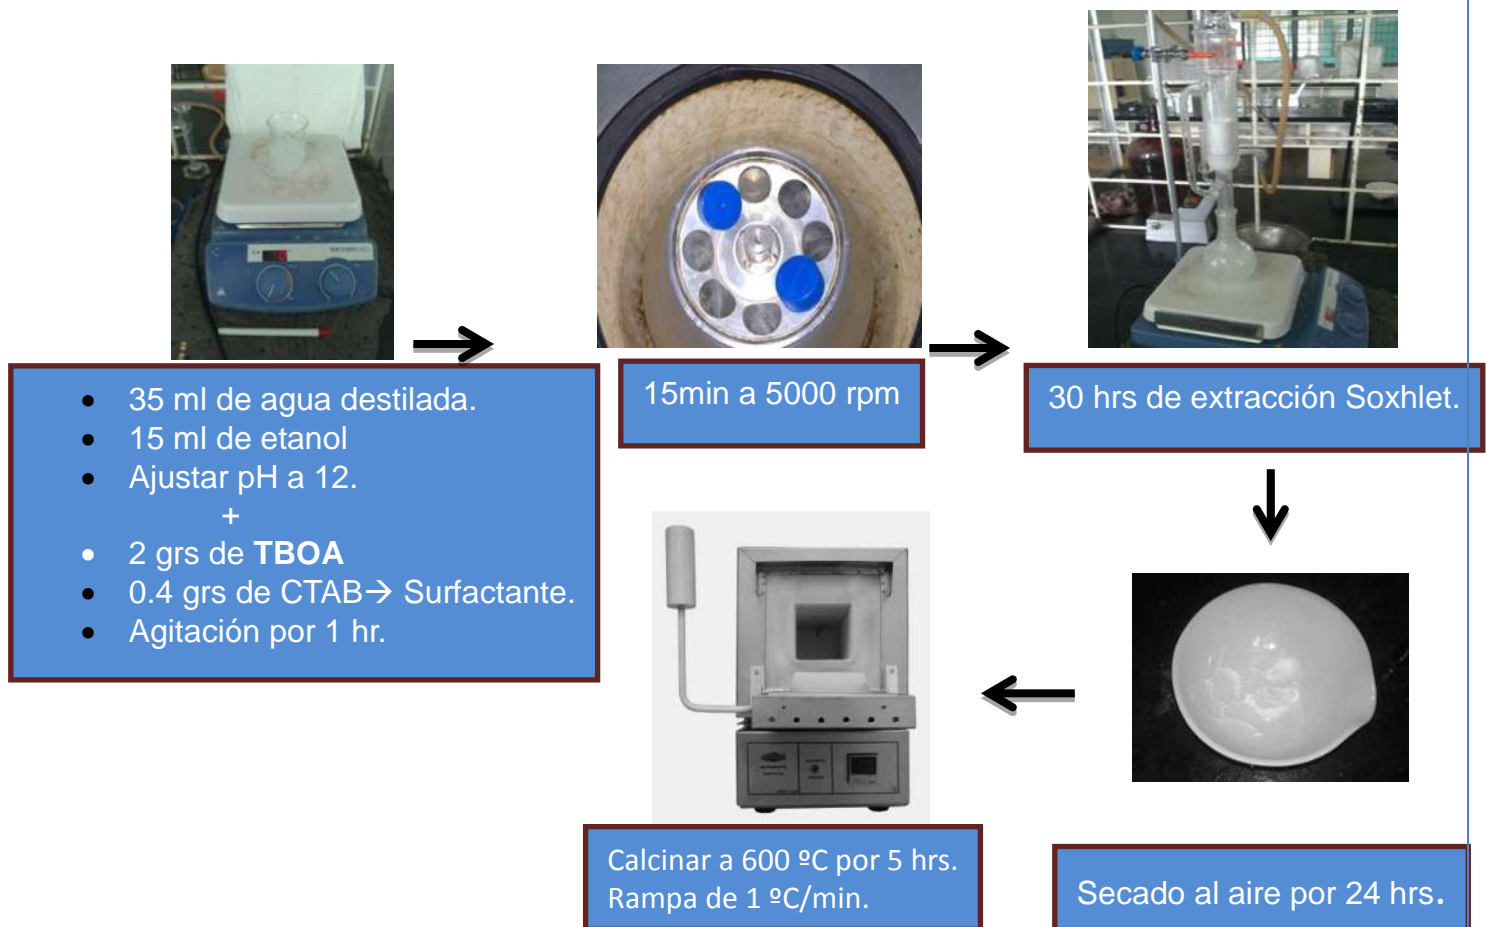 35 ml de agua destilada.
15 ml de etanol
Ajustar pH a 12.
+
2 grs de TBOA
0.4 grs de CTAB→ Surfactante.
Agitación por 1 hr.
15min a 5000 rpm
30 hrs de extracción Soxhlet.
Secado al aire por 24 hrs.
Calcinar a 600 ºC por 5 hrs.
Rampa de 1 ºC/min.